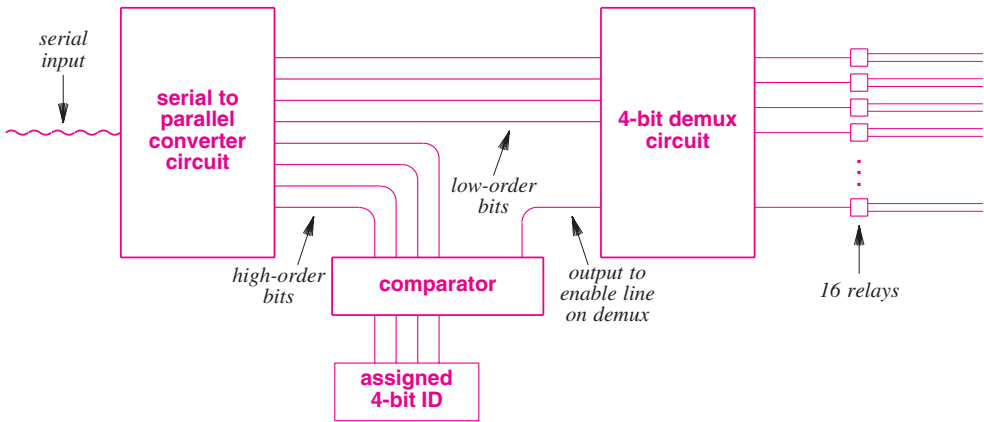 serial
input
serial to
parallel
converter
circuit
4-bit demux
circuit
low-order
bits
high-order
bits
comparator
output to
enable line
on demux
16 relays
assigned
4-bit ID